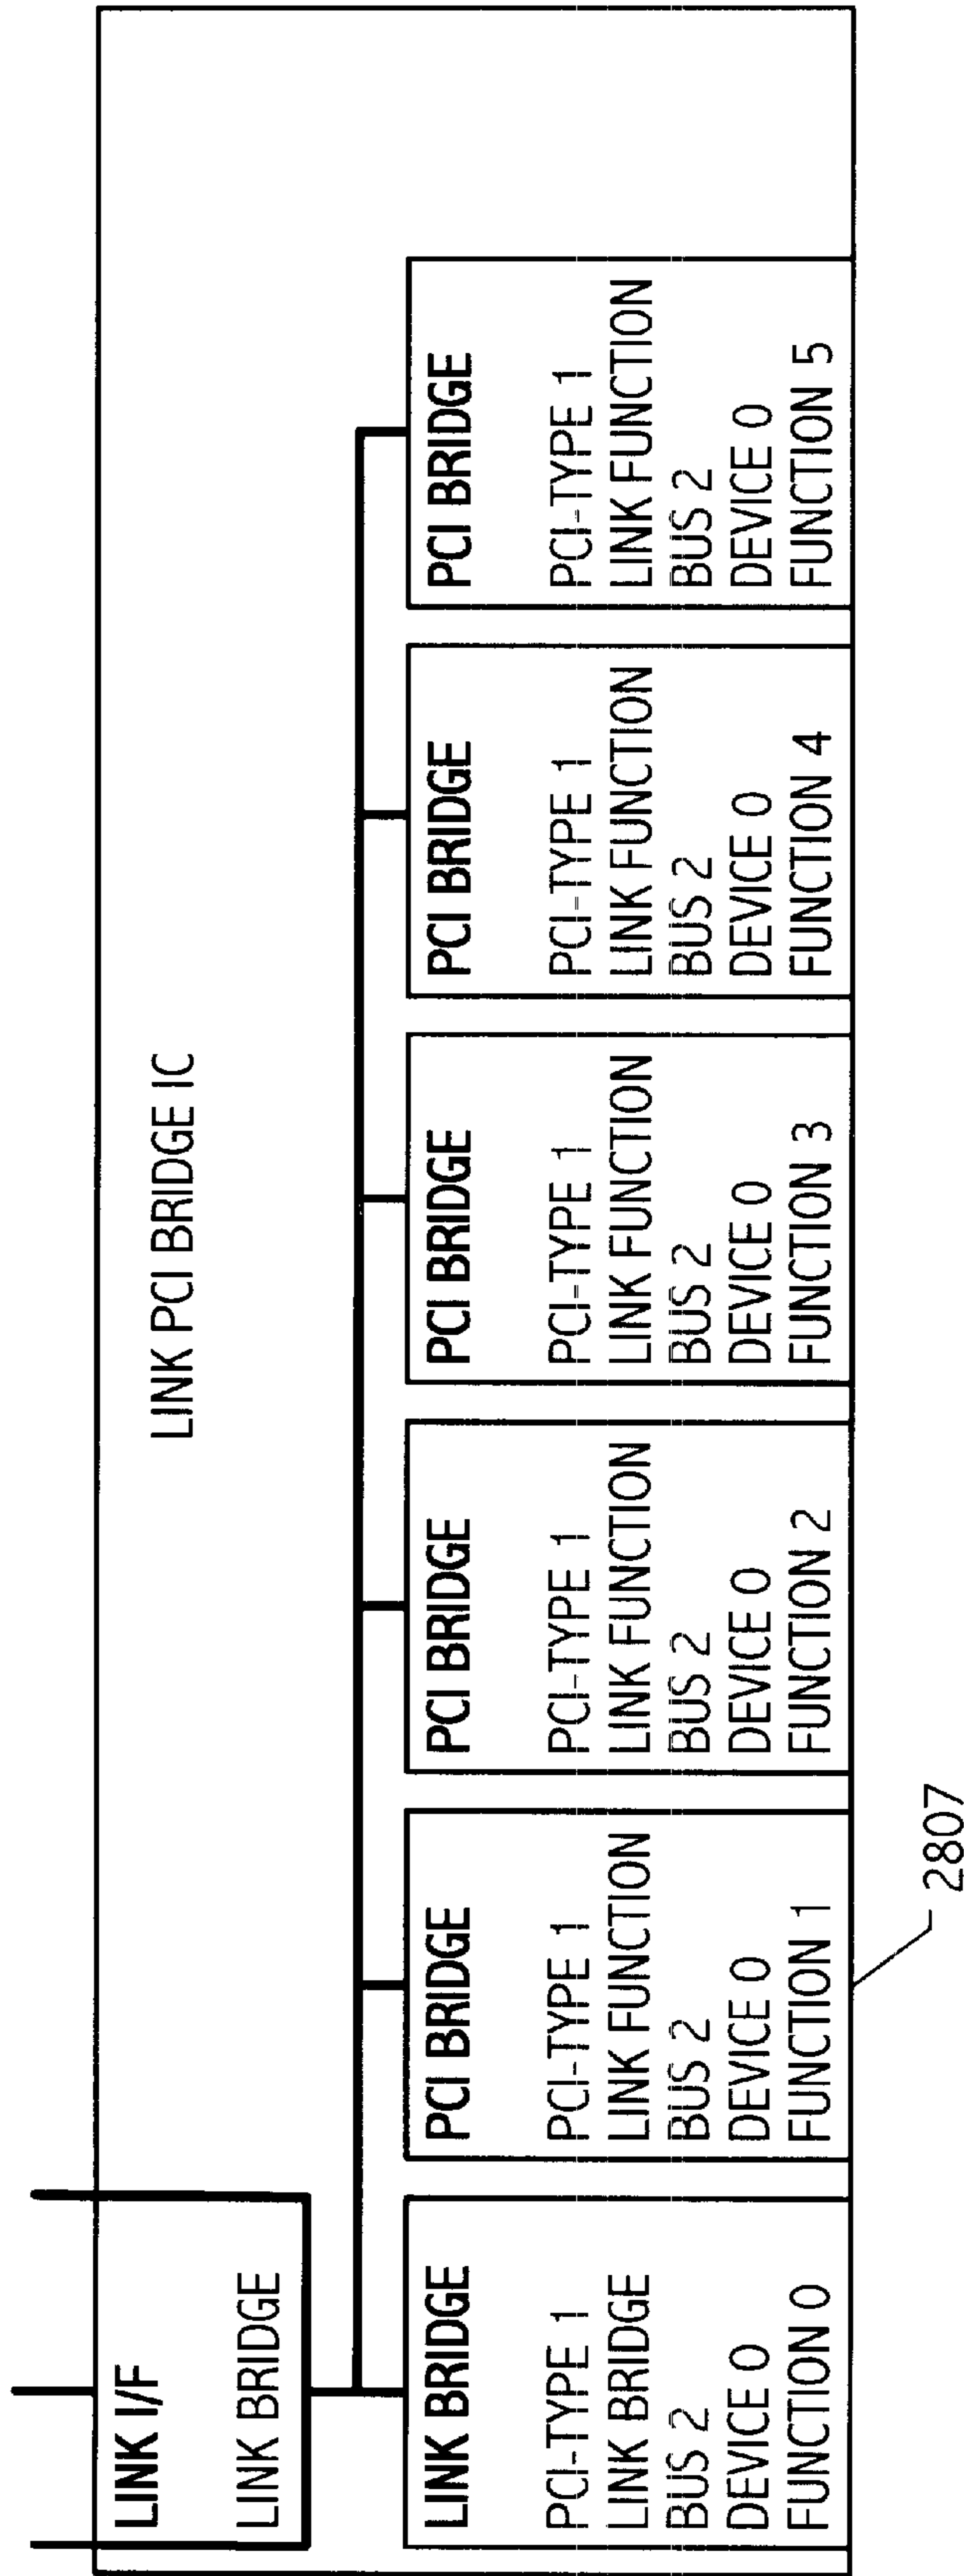 LINK PCI BRIDGE IC
LINK I/F
LINK BRIDGE
LINK BRIDGE
PCI-TYPE 1
LINK BRIDGE
BUS 2
DEVICE 0
FUNCTION 0
PCI BRIDGE
PCI-TYPE 1
LINK FUNCTION
BUS 2
DEVICE 0
FUNCTION 1
PCI BRIDGE
PCI-TYPE 1
LINK FUNCTION
BUS 2
DEVICE 0
FUNCTION 2
PCI BRIDGE
PCI-TYPE 1
LINK FUNCTION
BUS 2
DEVICE 0
FUNCTION 3
PCI BRIDGE
PCI-TYPE 1
LINK FUNCTION
BUS 2
DEVICE 0
FUNCTION 4
PCI BRIDGE
PCI-TYPE 1
LINK FUNCTION
BUS 2
DEVICE 0
FUNCTION 5
2807